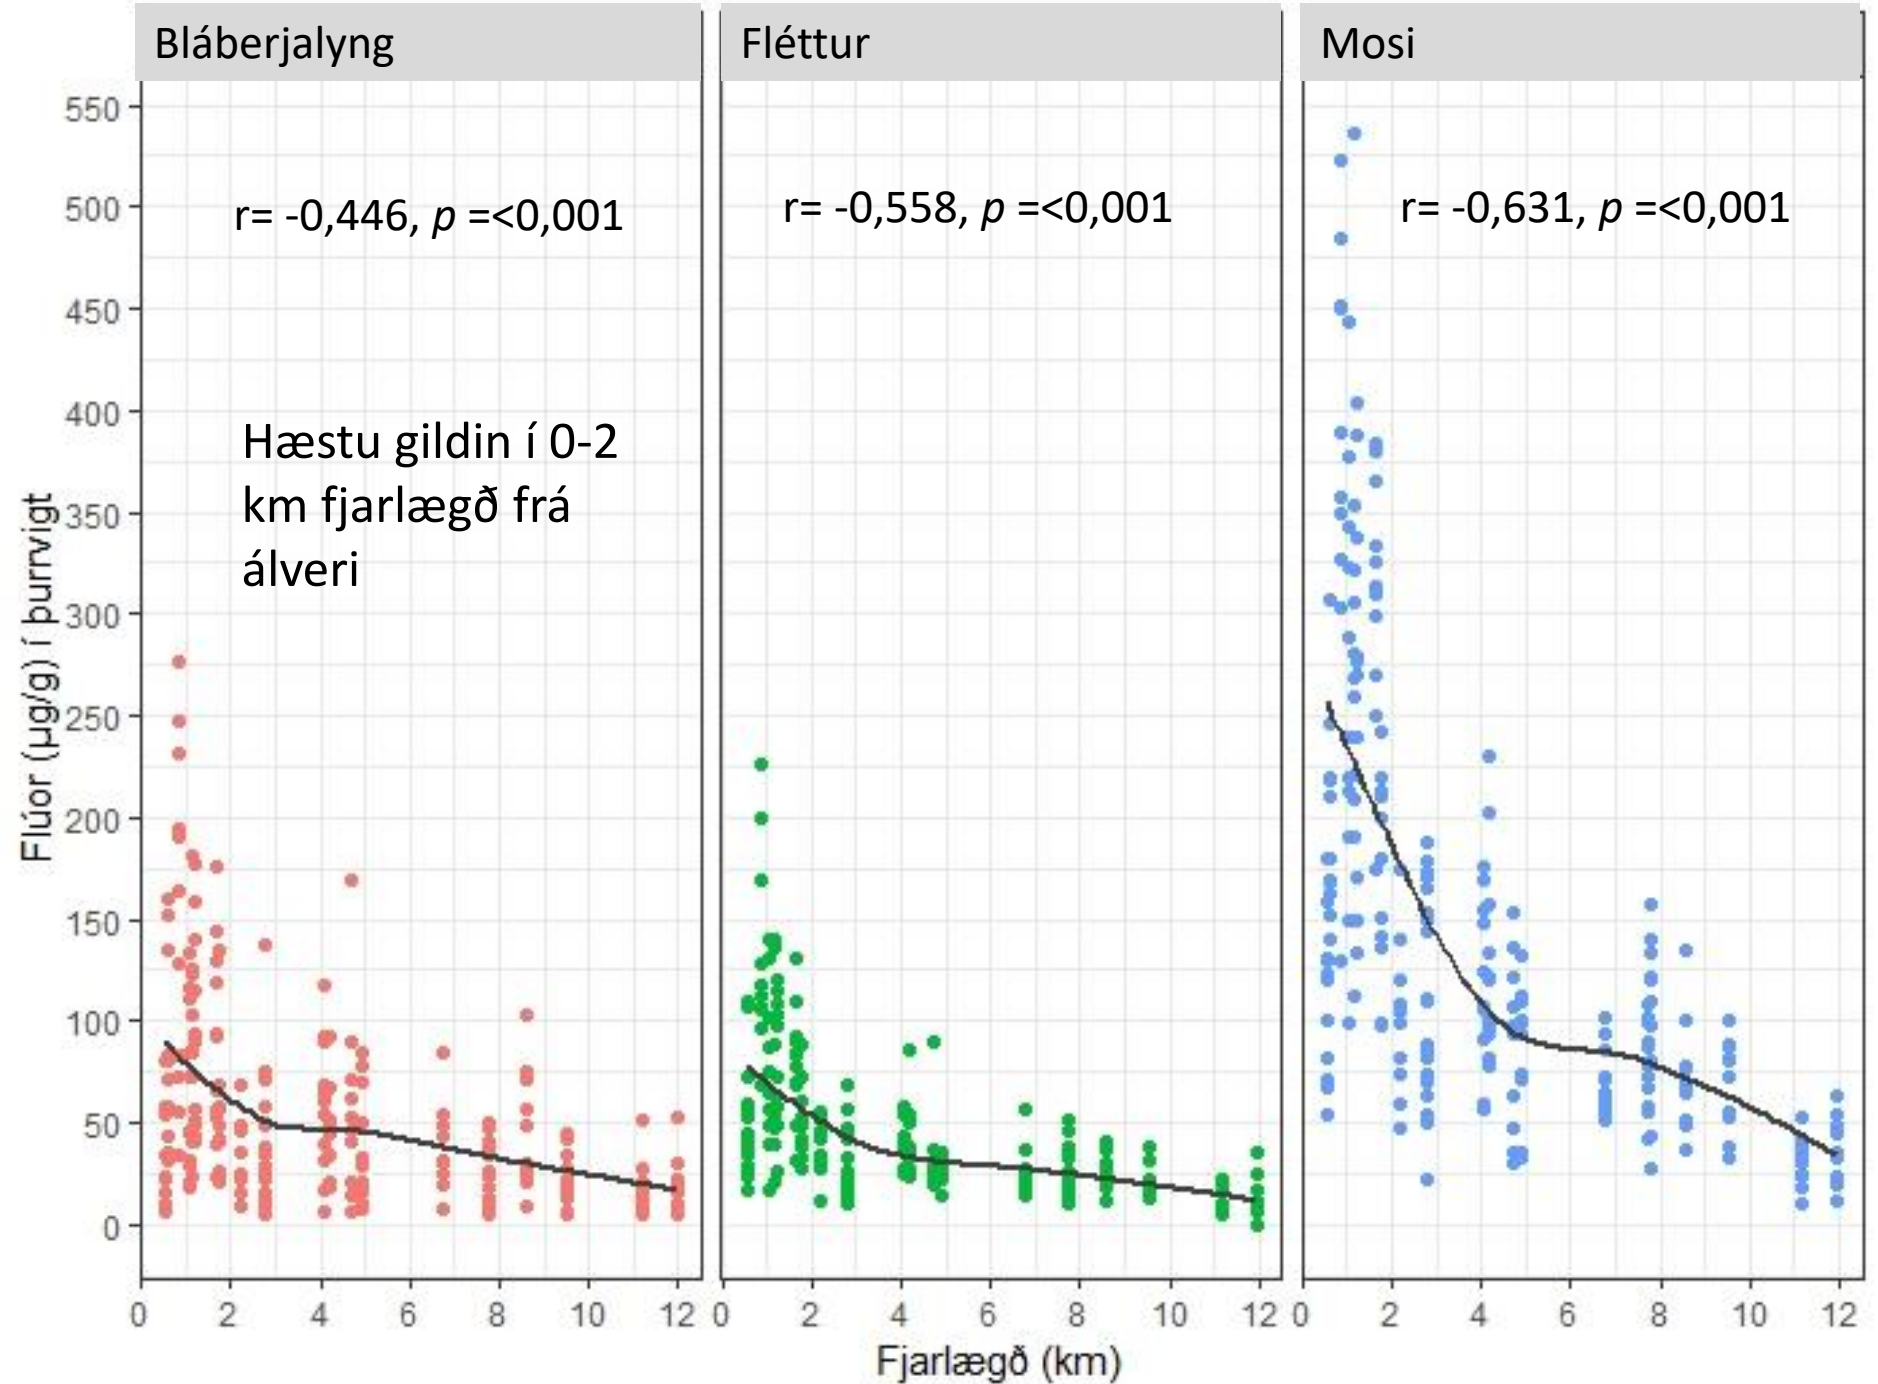 Bláberjalyng
Fléttur
Mosi
r= -0,446, p =<0,001
r= -0,558, p =<0,001
r= -0,631, p =<0,001
Hæstu gildin í 0-2
km fjarlægð frá
álveri
Flúor (µg/g) í þurrvigt
550
500
450
400
350
300
250
200
150
100
50
0
0 2 4 6 8 10 12
0 2 4 6 8 10 12
0 2 4 6 8 10 12
Fjarlægð (km)